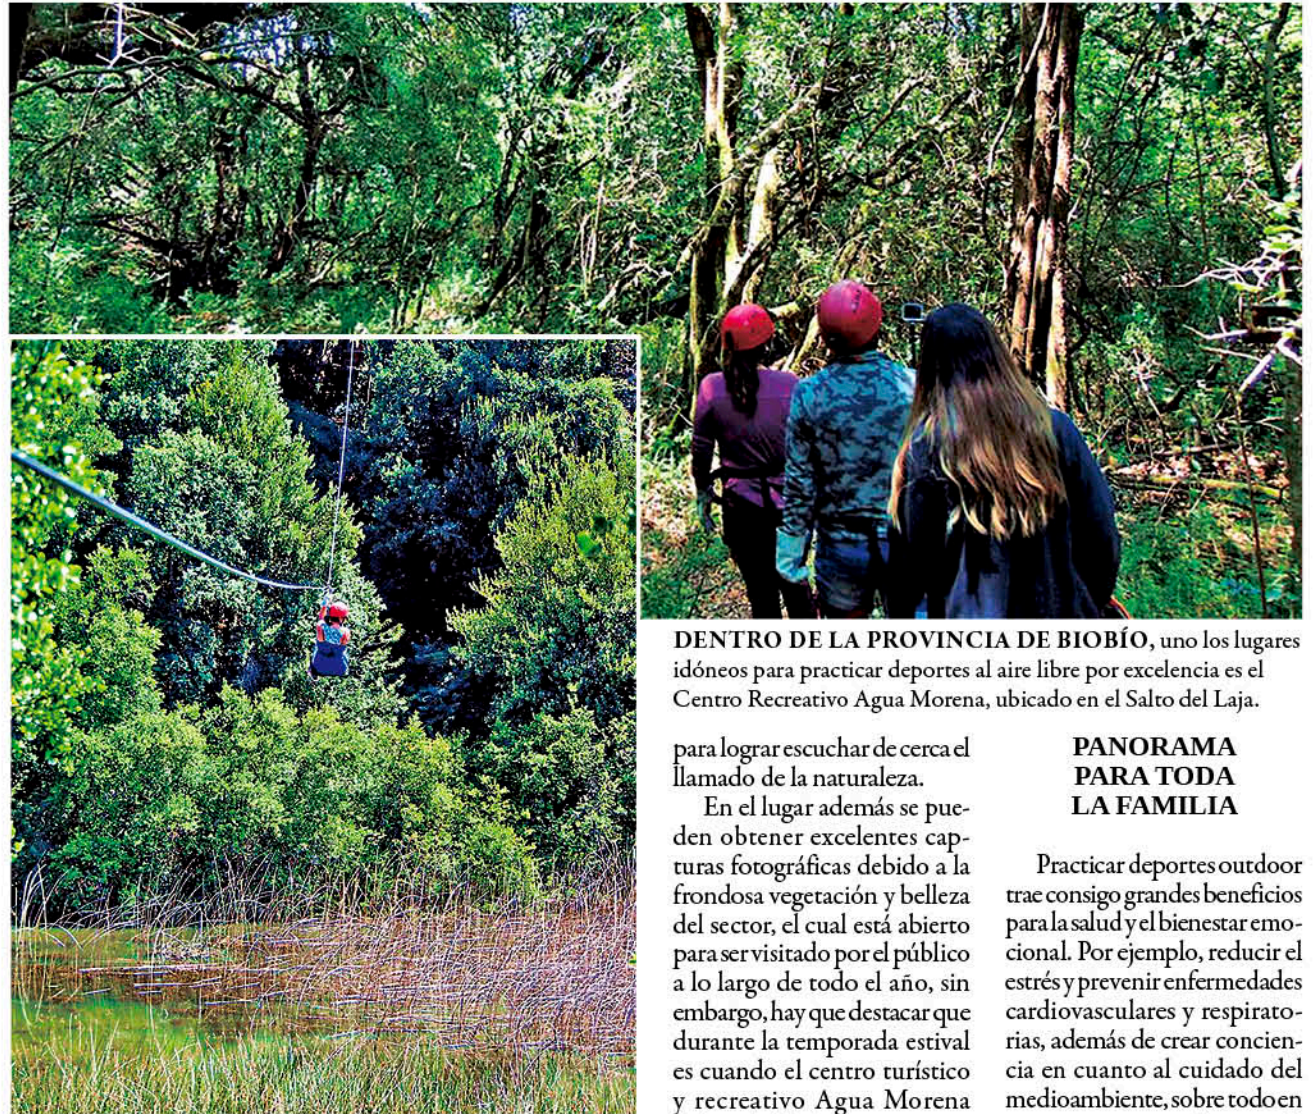 DENTRO DE LA PROVINCIA DE BIOBÍO, uno los lugares
idóneos para practicar deportes al aire libre por excelencia es el
Centro Recreativo Agua Morena, ubicado en el Salto del Laja.
para lograr escuchar de cerca el
llamado de la naturaleza.
En el lugar además se pue-
den obtener excelentes cap-
turas fotográficas debido a la
frondosa vegetación y belleza
del sector, el cual está abierto
para ser visitado por el público
a lo largo de todo el año, sin
embargo, hay que destacar que
durante la temporada estival
es cuando el centro turístico
y recreativo Agua Morena
PANORAMA
PARA TODA
LA FAMILIA
Practicar deportes outdoor
trae consigo grandes beneficios
para la salud y el bienestar emo-
cional. Por ejemplo, reducir el
estrés y prevenir enfermedades
cardiovasculares y respirato-
rias, además de crear concien-
cia en cuanto al cuidado del
medioambiente, sobre todo en